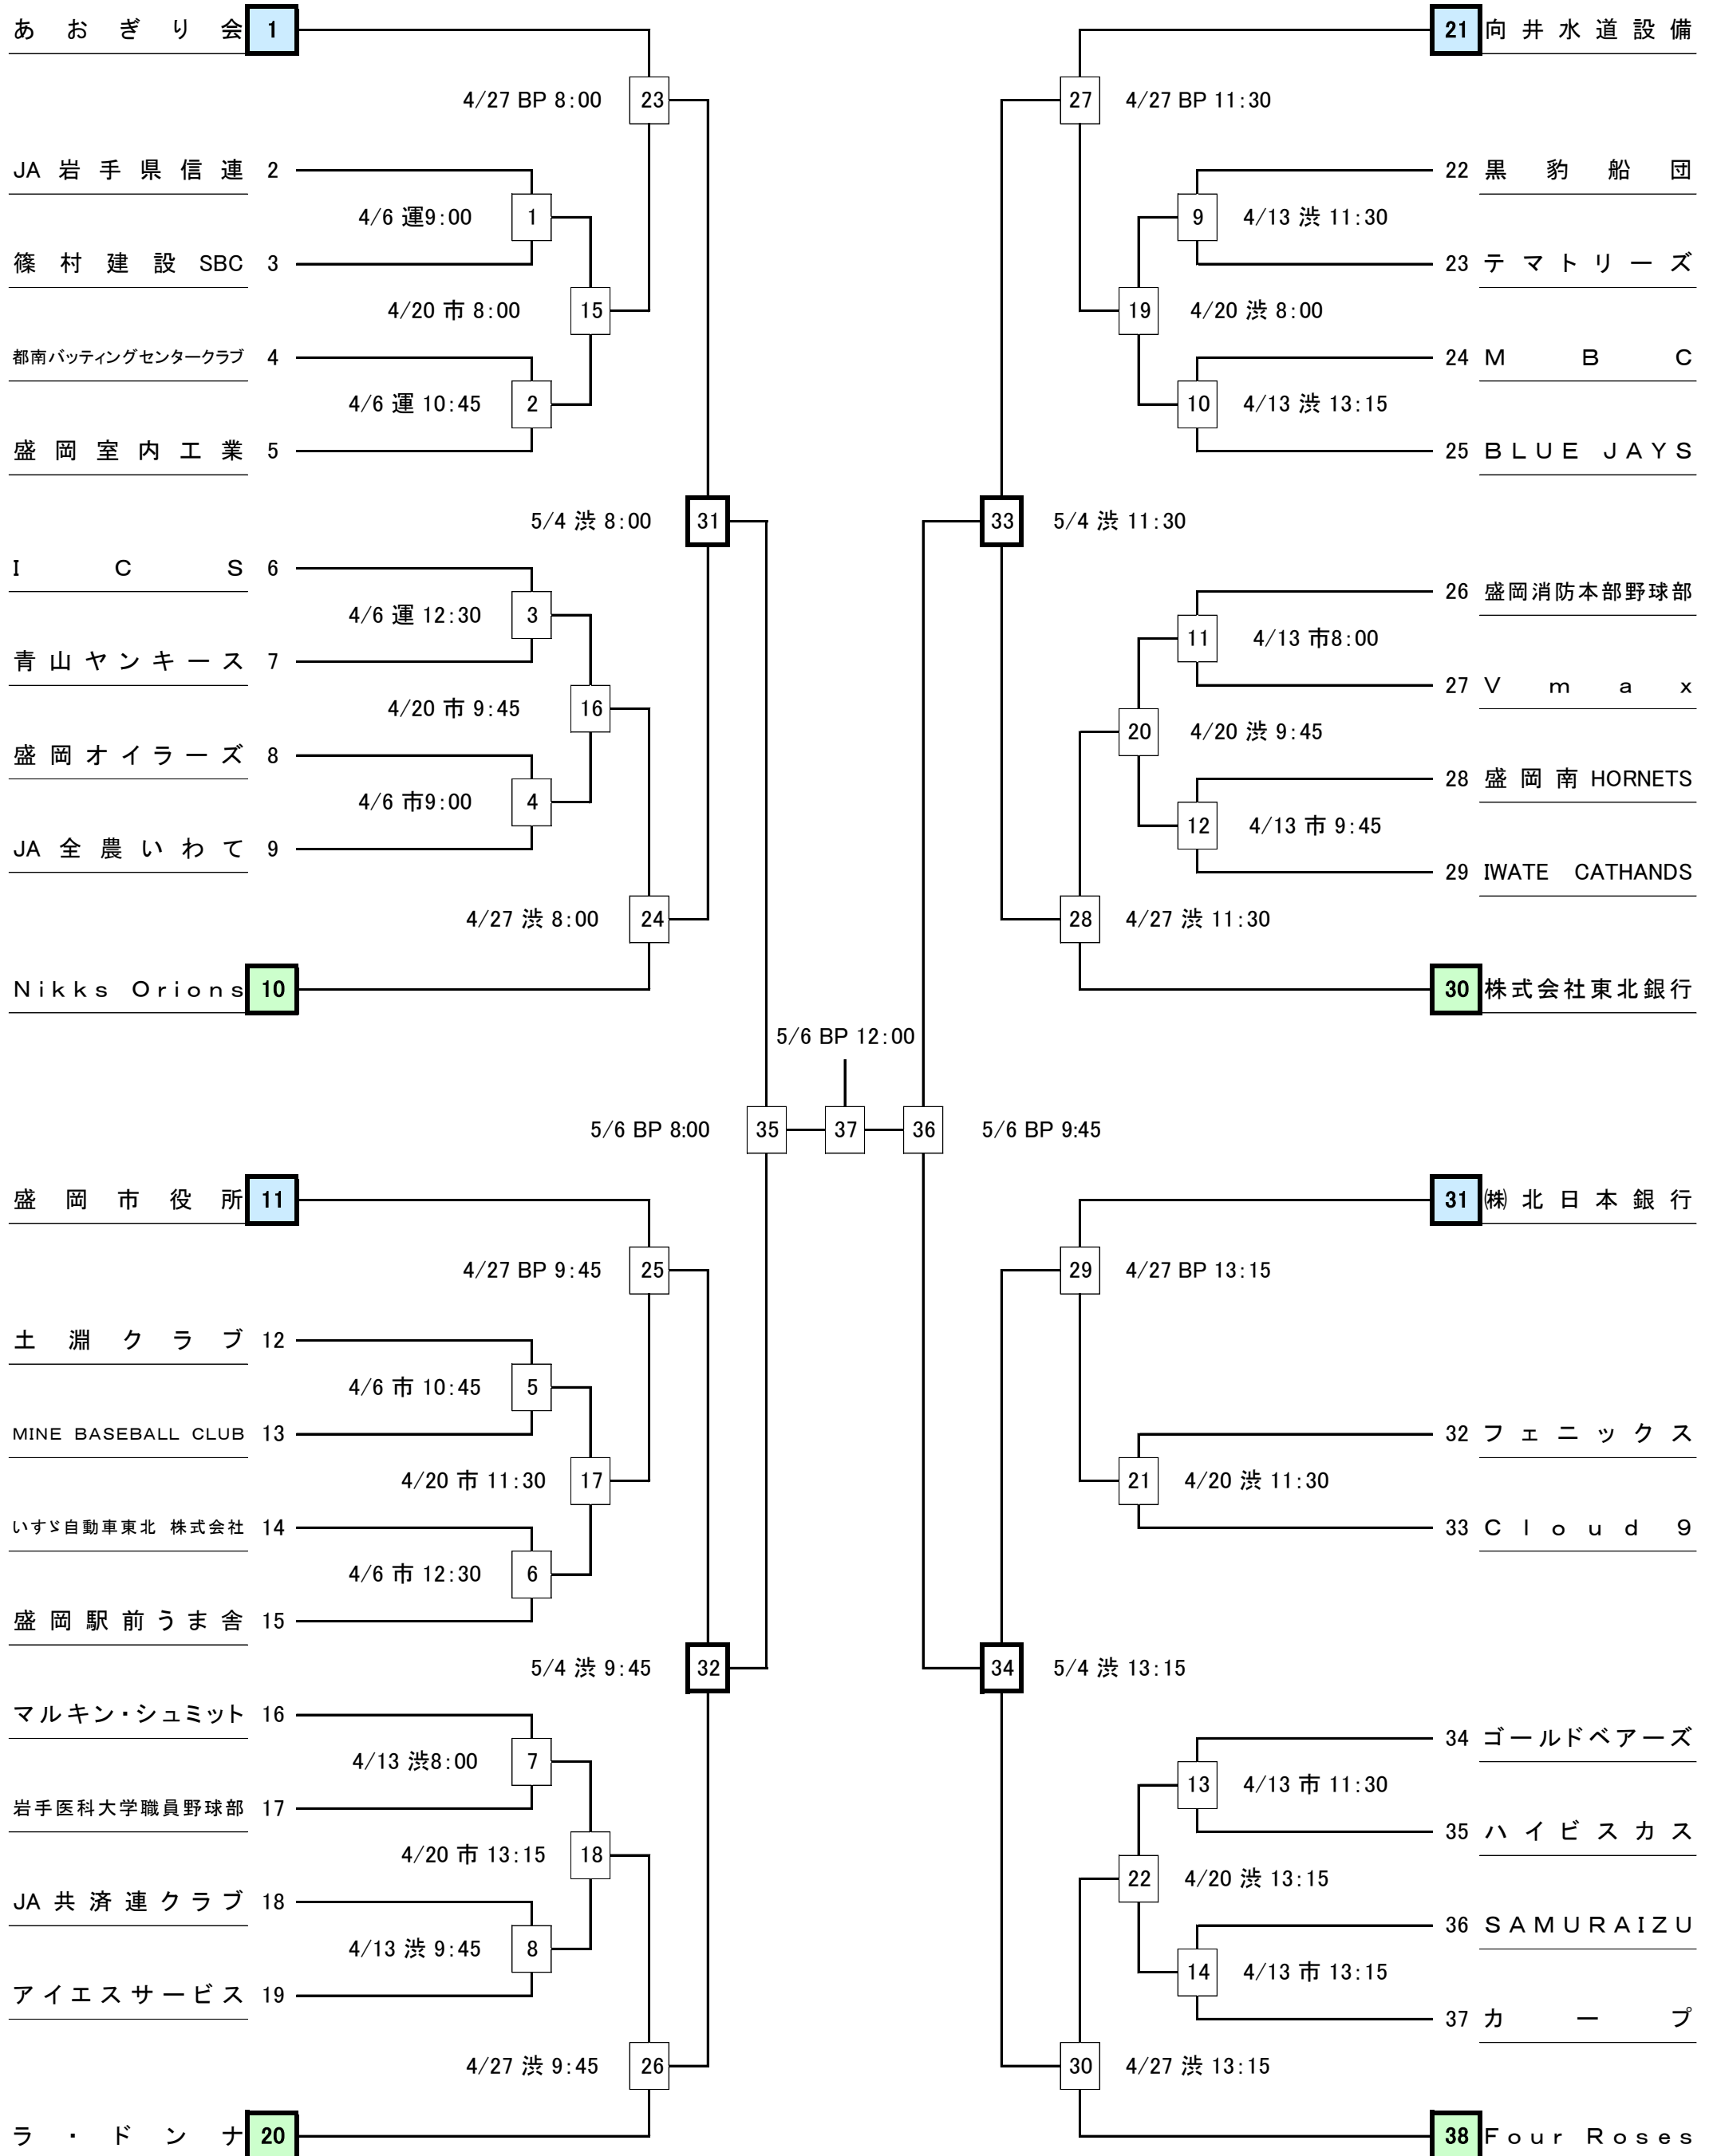 あおぎり会 1
4/27 BP 8:00 23
JA岩手県信連 2
4/6 運9:00 1
篠村建設SBC 3
4/20 市 8:00 15
都南バッティングセンタークラブ 4
4/6 運 10:45 2
盛岡室内工業 5
5/4 渋 8:00 31
ICS 6
4/6 運 12:30 3
青山ヤンキース 7
4/20 市 9:45 16
盛岡オイラーズ 8
4/6 市9:00 4
JA全農いわて 9
4/27 渋 8:00 24
Nikks Orions 10
5/6 BP 8:00 35
盛岡市役所 11
4/27 BP 9:45 25
土淵クラブ 12
4/6 市 10:45 5
MINE BASEBALL CLUB 13
4/20 市 11:30 17
いすゞ自動車東北 株式会社 14
4/6 市 12:30 6
盛岡駅前うま舎 15
5/4 渋 9:45 32
マルキン・シュミット 16
4/13 渋8:00 7
岩手医科大学職員野球部 17
4/20 市 13:15 18
JA共済連クラブ 18
4/13 渋 9:45 8
アイエスサービス 19
4/27 渋 9:45 26
ラ・ドンナ 20
5/6 BP 12:00
37
21 向井水道設備
27 4/27 BP 11:30
22 黒豹船団
9 4/13 渋 11:30
23 テマトリーズ
19 4/20 渋 8:00
24 MBC
10 4/13 渋 13:15
25 BLUE JAYS
33 5/4 渋 11:30
26 盛岡消防本部野球部
11 4/13 市8:00
27 Vmax
20 4/20 渋 9:45
28 盛岡南HORNETS
12 4/13 市 9:45
29 IWATE CATHANDS
28 4/27 渋 11:30
30 株式会社東北銀行
36 5/6 BP 9:45
31 ㈱北日本銀行
29 4/27 BP 13:15
32 フェニックス
21 4/20 渋 11:30
33 Cloud 9
34 5/4 渋 13:15
34 ゴールドベアーズ
13 4/13 市 11:30
35 ハイビスカス
22 4/20 渋 13:15
36 SAMURAIZU
14 4/13 市 13:15
37 カープ
30 4/27 渋 13:15
38 Four Roses